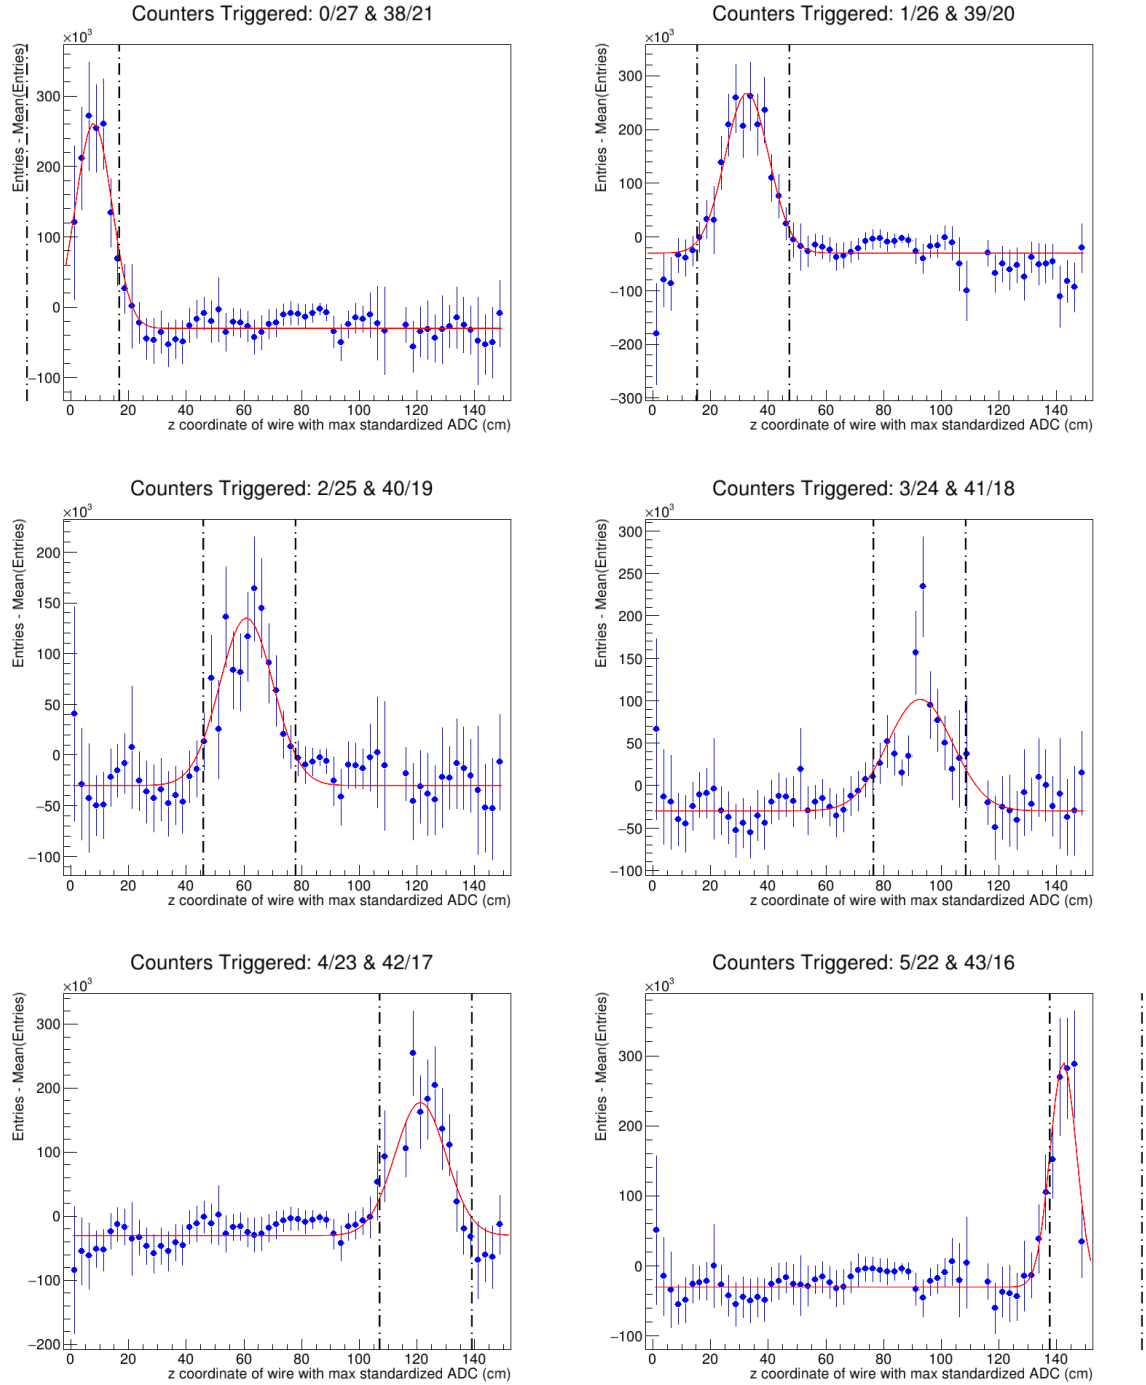 Counters Triggered: 0/27 & 38/21
×10³
Entries - Mean(Entries)
300
200
100
0
−100
0 20 40 60 80 100 120 140
z coordinate of wire with max standardized ADC (cm)
Counters Triggered: 1/26 & 39/20
×10³
Entries - Mean(Entries)
300
200
100
0
−100
−200
−300
0 20 40 60 80 100 120 140
z coordinate of wire with max standardized ADC (cm)
Counters Triggered: 2/25 & 40/19
×10³
Entries - Mean(Entries)
200
150
100
50
0
−50
−100
0 20 40 60 80 100 120 140
z coordinate of wire with max standardized ADC (cm)
Counters Triggered: 3/24 & 41/18
×10³
Entries - Mean(Entries)
300
250
200
150
100
50
0
−50
−100
0 20 40 60 80 100 120 140
z coordinate of wire with max standardized ADC (cm)
Counters Triggered: 4/23 & 42/17
×10³
Entries - Mean(Entries)
300
200
100
0
−100
−200
0 20 40 60 80 100 120 140
z coordinate of wire with max standardized ADC (cm)
Counters Triggered: 5/22 & 43/16
×10³
Entries - Mean(Entries)
300
200
100
0
−100
0 20 40 60 80 100 120 140
z coordinate of wire with max standardized ADC (cm)